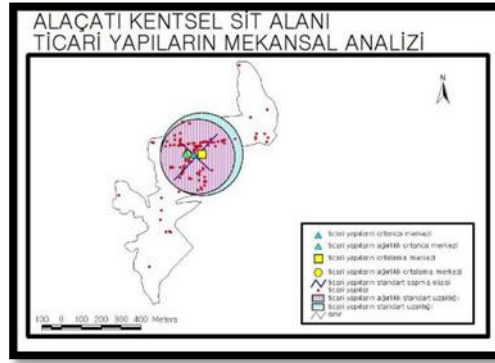 ALAÇATI KENTSEL SİT ALANI
TİCARİ YAPILARIN MEKANSAL ANALİZİ
N
ticari yapıların ortanca merkezi
ticari yapıların ağırlıklı ortanca merkezi
ticari yapıların ortalama merkezi
ticari yapıların ağırlıklı ortalama merkezi
ticari yapıların standart sapma elipsi
ticari yapılar
ticari yapıların ağırlıklı standart uzaklığı
ticari yapıların standart uzaklığı
sınır
100 0 100 200 300 400 Meters